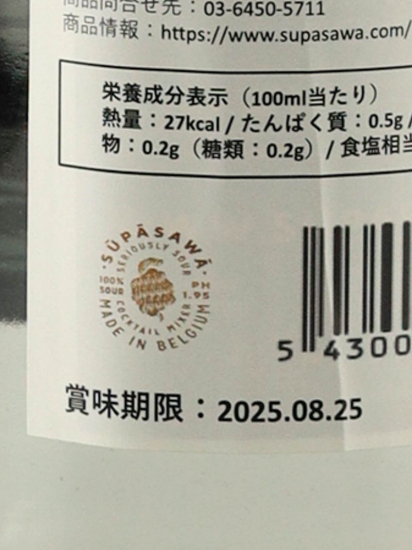 商品問合せ先：03-6450-5711
商品情報：https://www.supasawa.com/
栄養成分表示（100ml当たり）
熱量：27kcal / たんぱく質：0.5g /
物：0.2g（糖類：0.2g）/ 食塩相当
SŪPĀSAWĀ
SERIOUSLY SOUR
100% SOUR
PH 1.95
COCKTAIL MIXER
MADE IN BELGIUM
5 4300
賞味期限：2025.08.25